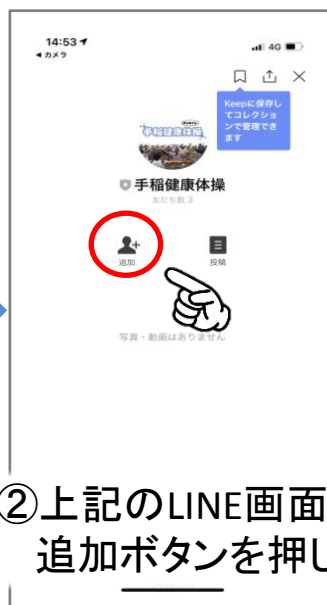 14:53
4G
カメラ
Keepに保存し
てコレクショ
ンで管理でき
ます
手稲健康体操
手稲健康体操
友だち数 3
追加
投稿
写真・動画はありません
②上記のLINE画面
追加ボタンを押し